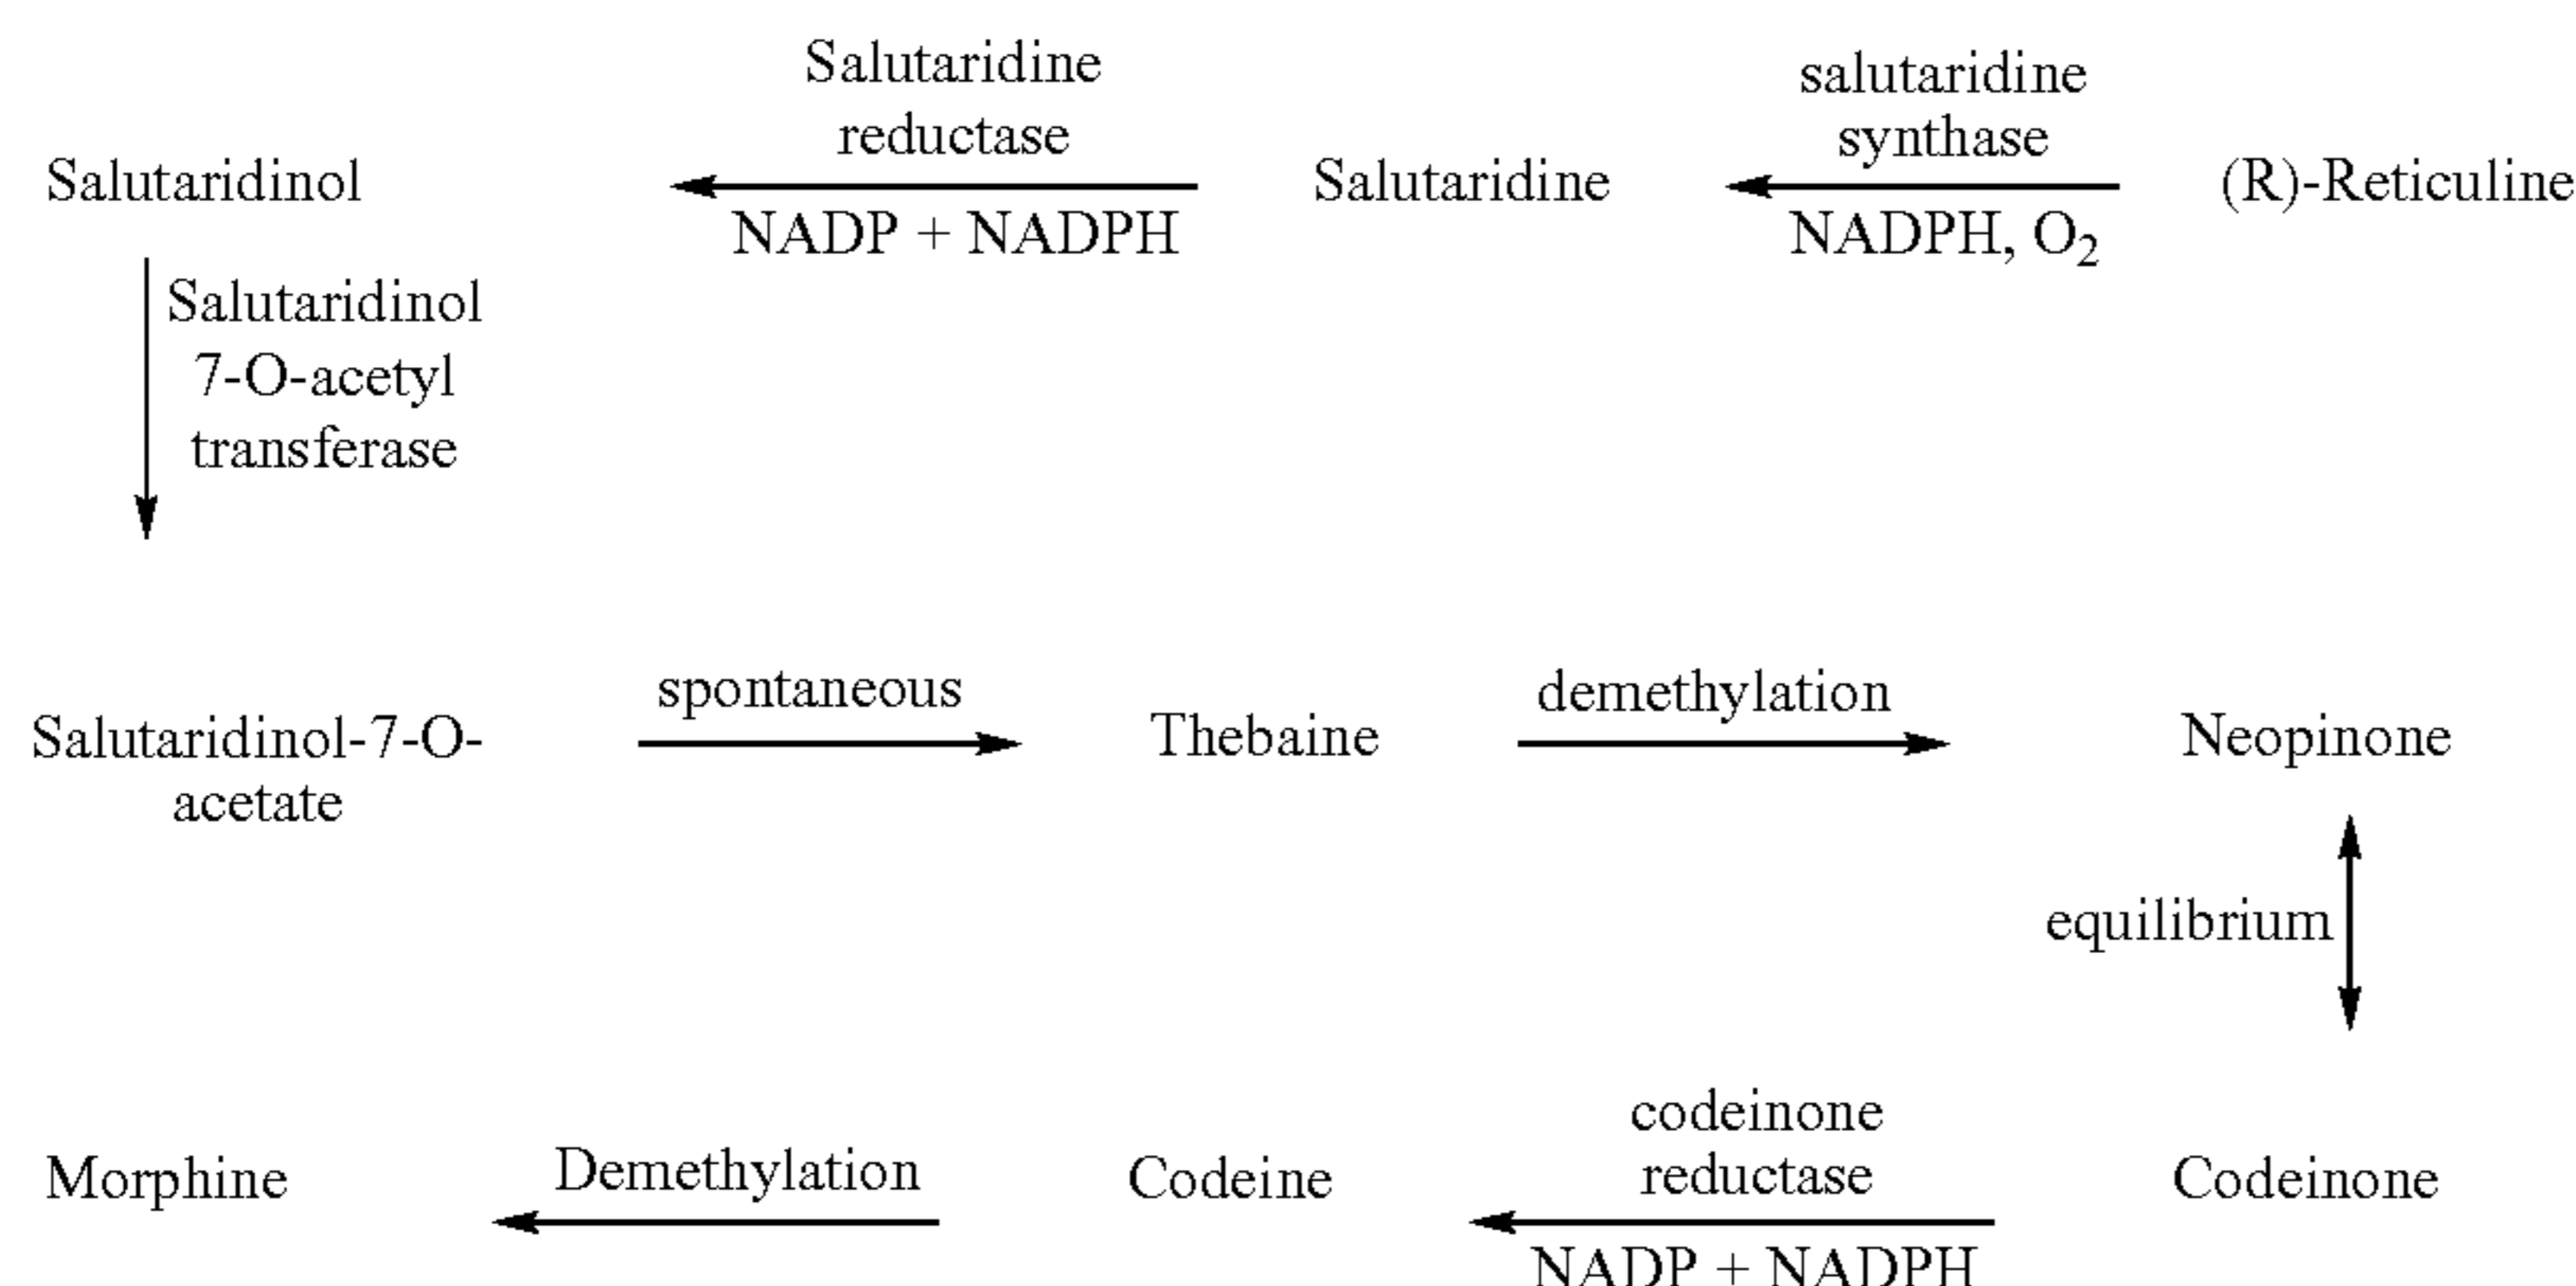 Salutaridine
reductase
salutaridine
synthase
Salutaridinol
Salutaridine
(R)-Reticuline
NADP + NADPH
NADPH, O2
Salutaridinol
7-O-acetyl
transferase
Salutaridinol-7-O-
acetate
spontaneous
Thebaine
demethylation
Neopinone
equilibrium
Morphine
Demethylation
Codeine
codeinone
reductase
Codeinone
NADP + NADPH